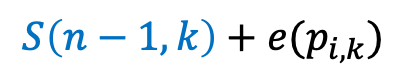 S(n − 1, k) + e(p_{i,k})